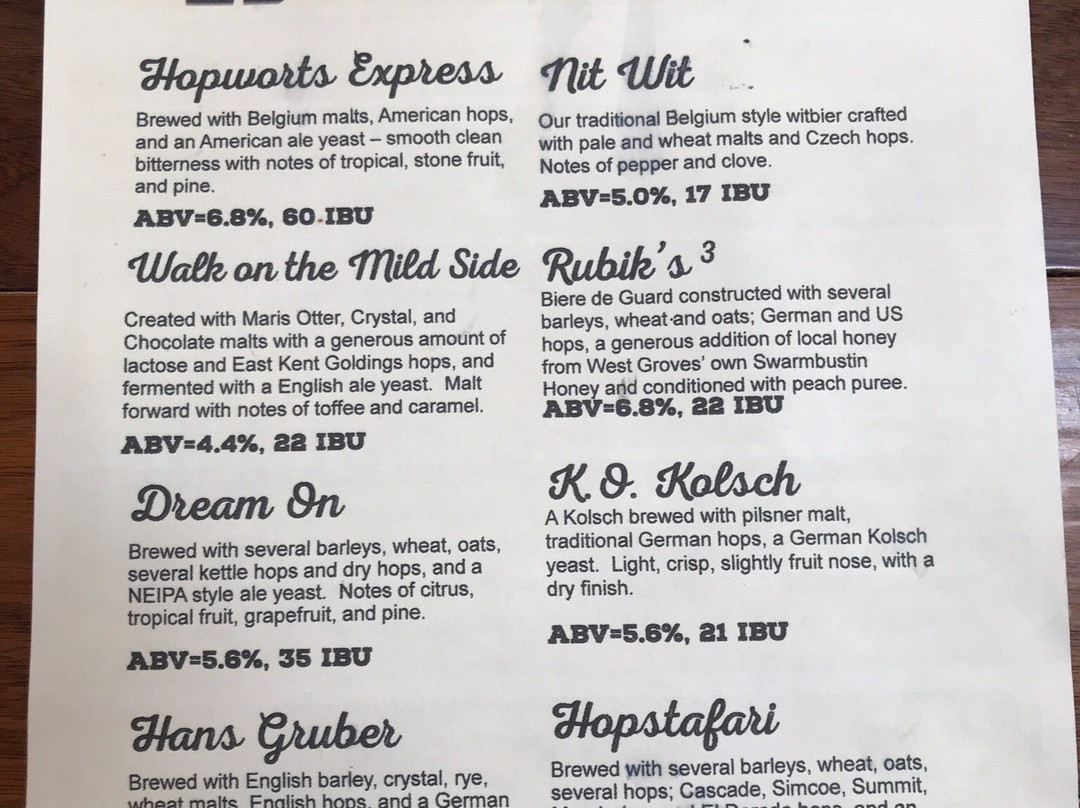 Hopworts Express
Brewed with Belgium malts, American hops,
and an American ale yeast – smooth clean
bitterness with notes of tropical, stone fruit,
and pine.
ABV=6.8%, 60 IBU
Walk on the Mild Side
Created with Maris Otter, Crystal, and
Chocolate malts with a generous amount of
lactose and East Kent Goldings hops, and
fermented with a English ale yeast. Malt
forward with notes of toffee and caramel.
ABV=4.4%, 22 IBU
Dream On
Brewed with several barleys, wheat, oats,
several kettle hops and dry hops, and a
NEIPA style ale yeast. Notes of citrus,
tropical fruit, grapefruit, and pine.
ABV=5.6%, 35 IBU
Hans Gruber
Brewed with English barley, crystal, rye,
wheat malts, English hops, and a German
Nit Wit
Our traditional Belgium style witbier crafted
with pale and wheat malts and Czech hops.
Notes of pepper and clove.
ABV=5.0%, 17 IBU
Rubik's 3
Biere de Guard constructed with several
barleys, wheat and oats; German and US
hops, a generous addition of local honey
from West Groves' own Swarmbustin
Honey and conditioned with peach puree.
ABV=6.8%, 22 IBU
K.O. Kolsch
A Kolsch brewed with pilsner malt,
traditional German hops, a German Kolsch
yeast. Light, crisp, slightly fruit nose, with a
dry finish.
ABV=5.6%, 21 IBU
Hopstafari
Brewed with several barleys, wheat, oats,
several hops; Cascade, Simcoe, Summit,